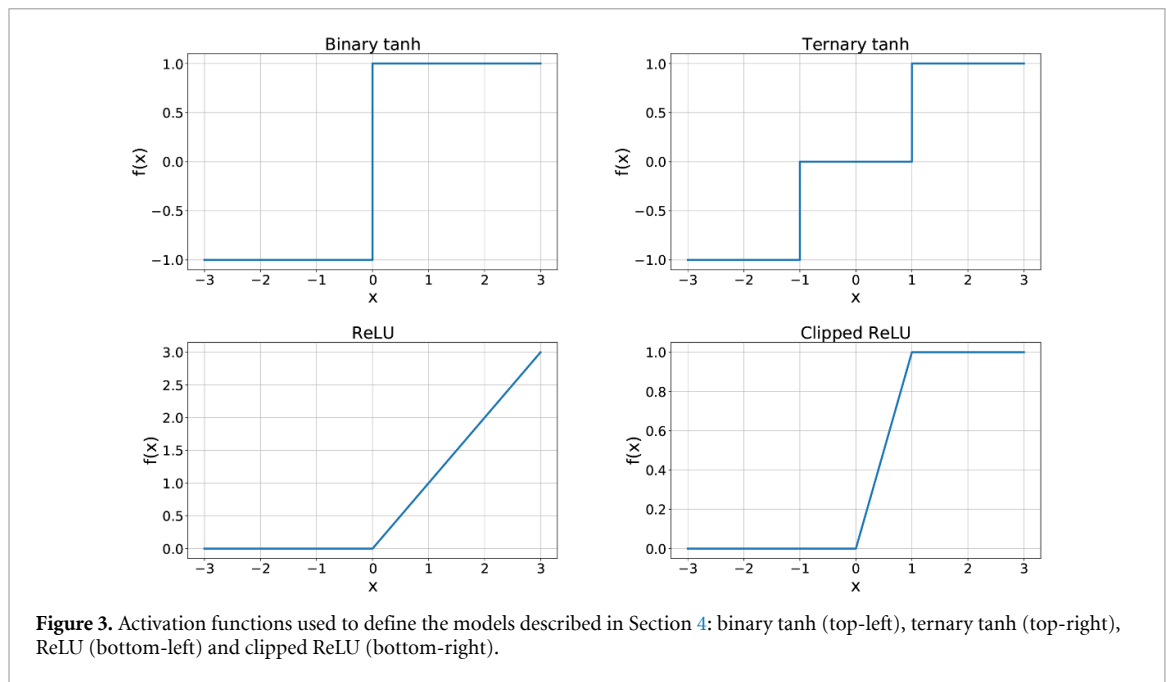 Binary tanh
1.0
0.5
0.0
−0.5
−1.0
f(x)
−3 −2 −1 0 1 2 3
x
Ternary tanh
1.0
0.5
0.0
−0.5
−1.0
f(x)
−3 −2 −1 0 1 2 3
x
ReLU
3.0
2.5
2.0
1.5
1.0
0.5
0.0
f(x)
−3 −2 −1 0 1 2 3
x
Clipped ReLU
1.0
0.8
0.6
0.4
0.2
0.0
f(x)
−3 −2 −1 0 1 2 3
x
Figure 3. Activation functions used to define the models described in Section 4: binary tanh (top-left), ternary tanh (top-right),
ReLU (bottom-left) and clipped ReLU (bottom-right).